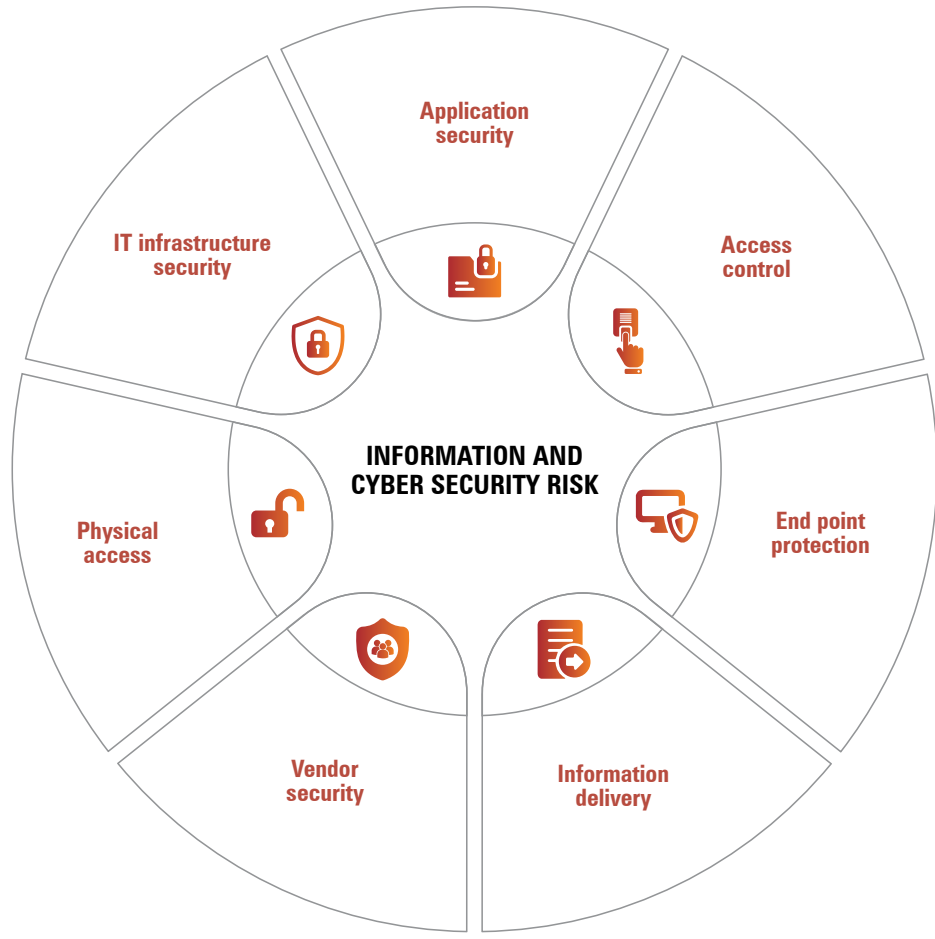 Application
security
Access
control
End point
protection
Information
delivery
Vendor
security
Physical
access
IT infrastructure
security
INFORMATION AND
CYBER SECURITY RISK